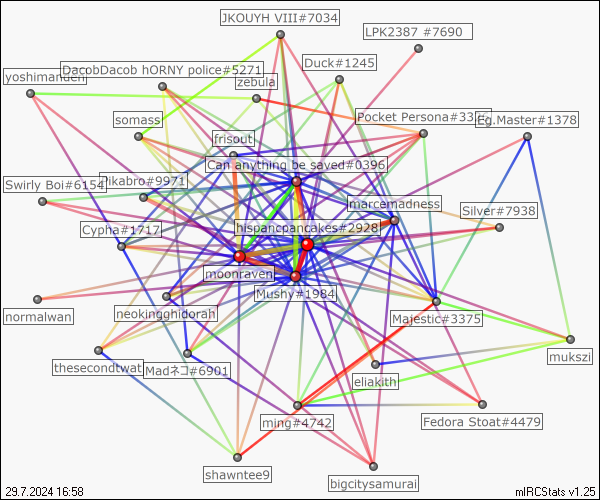 JKOUYH VIII#7034
LPK2387 #7690
Duck#1245
DacobDacob hORNY police#5271
yoshimanden
zebula
somass
Pocket Persona#33
Eg.Master#1378
frisout
Can anything be saved#0396
Swirly Boi#6154
Pikabro#9971
marcemadness
Silver#7938
Cypha#1717
hispanicpancakes#2928
moonraven
Mushy#1984
normalwan
neokingghidorah
Majestic#3375
thesecondtwat
Madネコ#6901
mukszi
eliakith
ming#4742
Fedora Stoat#4479
shawntee9
bigcitysamurai
29.7.2024 16:58
mIRCStats v1.25